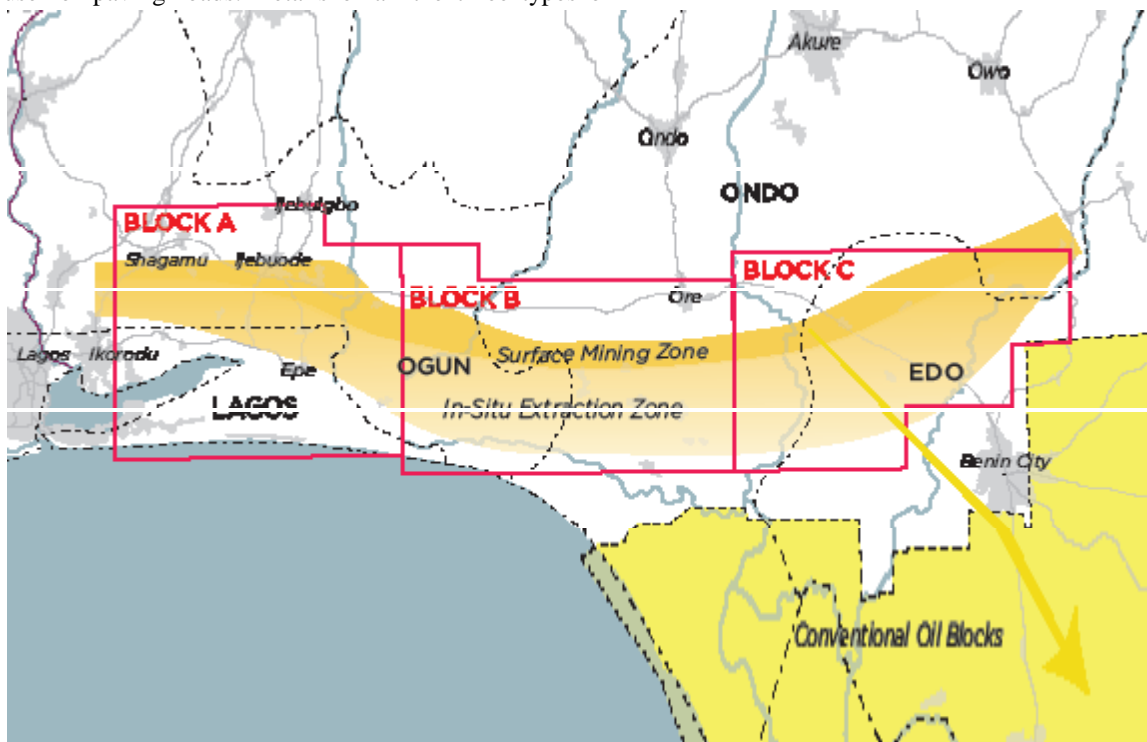 Akure
Owo
Ondo
ONDO
Ijebuigbo
BLOCK A
Shagamu
Ijebuode
BLOCK C
BLOCK B
Ore
Lagos
Ikorodu
Surface Mining Zone
Epe
OGUN
EDO
LAGOS
In-Situ Extraction Zone
Benin City
Conventional Oil Blocks